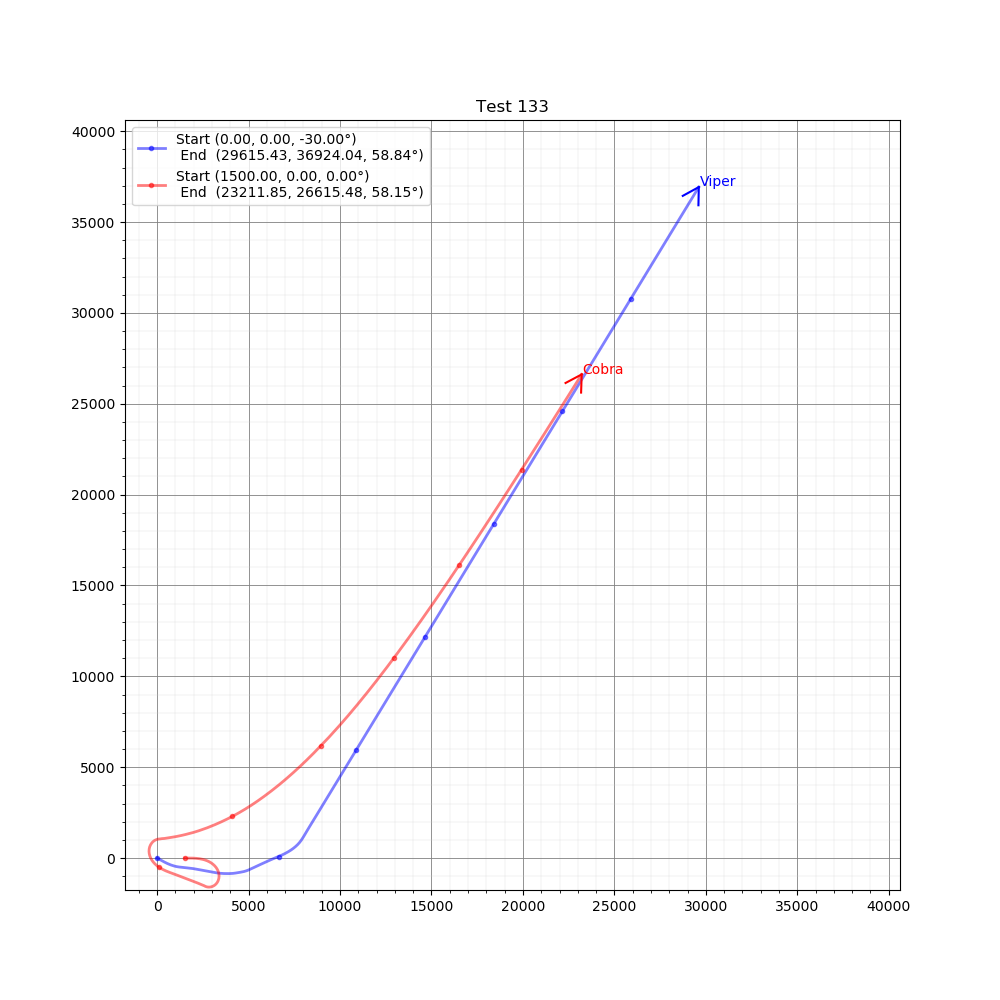 Test 133
Start (0.00, 0.00, -30.00°)
End (29615.43, 36924.04, 58.84°)
Start (1500.00, 0.00, 0.00°)
End (23211.85, 26615.48, 58.15°)
Viper
Cobra
40000
35000
30000
25000
20000
15000
10000
5000
0
0 5000 10000 15000 20000 25000 30000 35000 40000